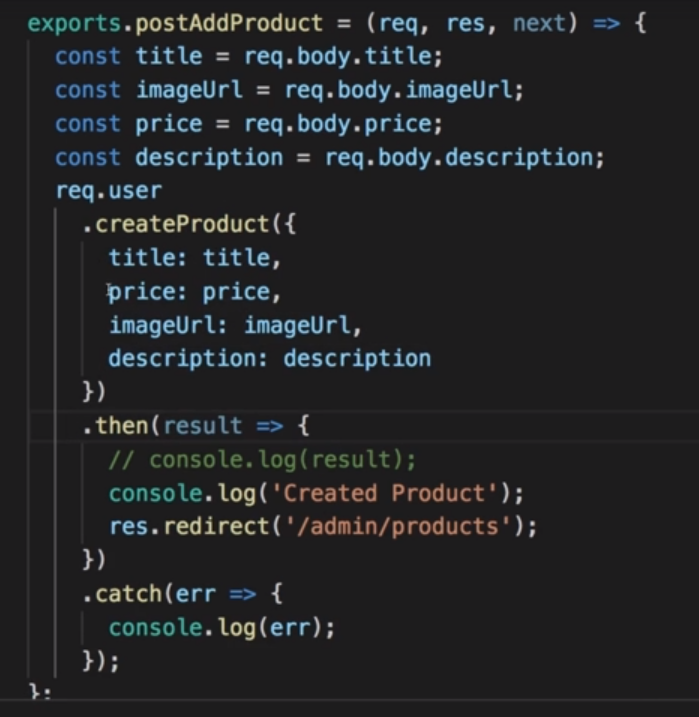 exports.postAddProduct = (req, res, next) => {
  const title = req.body.title;
  const imageUrl = req.body.imageUrl;
  const price = req.body.price;
  const description = req.body.description;
  req.user
    .createProduct({
      title: title,
      price: price,
      imageUrl: imageUrl,
      description: description
    })
    .then(result => {
      // console.log(result);
      console.log('Created Product');
      res.redirect('/admin/products');
    })
    .catch(err => {
      console.log(err);
    });
};